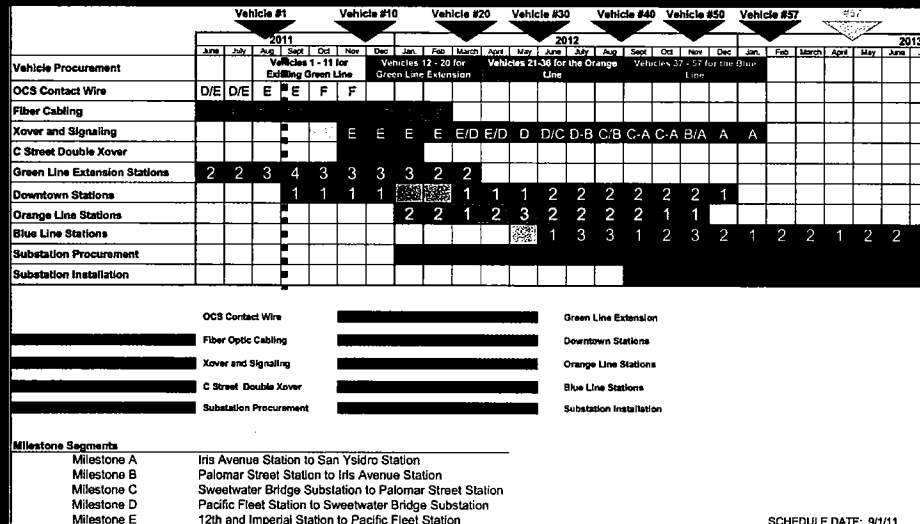 Vehicle #1 Vehicle #10 Vehicle #20 Vehicle #30 Vehicle #40 Vehicle #50 Vehicle #57 #57
2011 2012 2013
June July Aug Sept Oct Nov Dec Jan. Feb March April May June July Aug Sept Oct Nov Dec Jan. Feb March April May June
Vehicle Procurement Vehicles 1 - 11 for Existing Green Line Vehicles 12 - 20 for Green Line Extension Vehicles 21-36 for the Orange Line Vehicles 37 - 57 for the Blue Line
OCS Contact Wire D/E D/E E E F F
Fiber Cabling
Xover and Signaling E E E E E/D E/D D D/C D-B C/B C-A C-A B/A A A
C Street Double Xover
Green Line Extension Stations 2 2 3 4 3 3 3 3 2 2
Downtown Stations 1 1 1 1 1 1 1 2 2 2 2 2 2 1
Orange Line Stations 2 2 1 2 3 2 2 2 2 1 1
Blue Line Stations 1 3 3 1 2 3 2 1 2 2 1 2 2
Substation Procurement
Substation Installation
OCS Contact Wire Green Line Extension
Fiber Optic Cabling Downtown Stations
Xover and Signaling Orange Line Stations
C Street Double Xover Blue Line Stations
Substation Procurement Substation Installation
Milestone Segments
Milestone A Iris Avenue Station to San Ysidro Station
Milestone B Palomar Street Station to Iris Avenue Station
Milestone C Sweetwater Bridge Substation to Palomar Street Station
Milestone D Pacific Fleet Station to Sweetwater Bridge Substation
Milestone E 12th and Imperial Station to Pacific Fleet Station
SCHEDULE DATE: 9/1/11